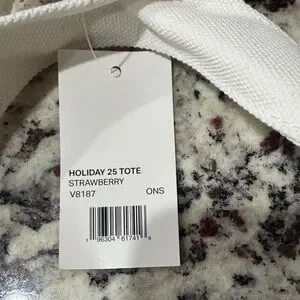 HOLIDAY 25 TOTE
STRAWBERRY
V8187 ONS
1 96304 61741 6